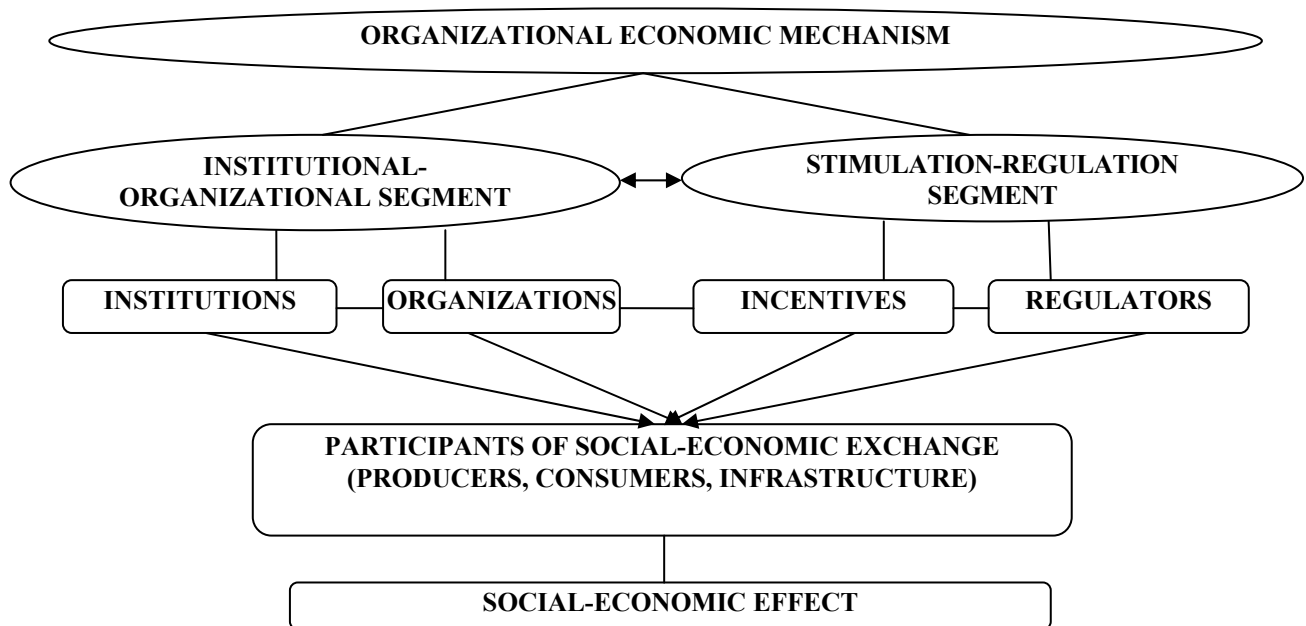 ORGANIZATIONAL ECONOMIC MECHANISM
INSTITUTIONAL-
ORGANIZATIONAL SEGMENT
STIMULATION-REGULATION
SEGMENT
INSTITUTIONS
ORGANIZATIONS
INCENTIVES
REGULATORS
PARTICIPANTS OF SOCIAL-ECONOMIC EXCHANGE
(PRODUCERS, CONSUMERS, INFRASTRUCTURE)
SOCIAL-ECONOMIC EFFECT